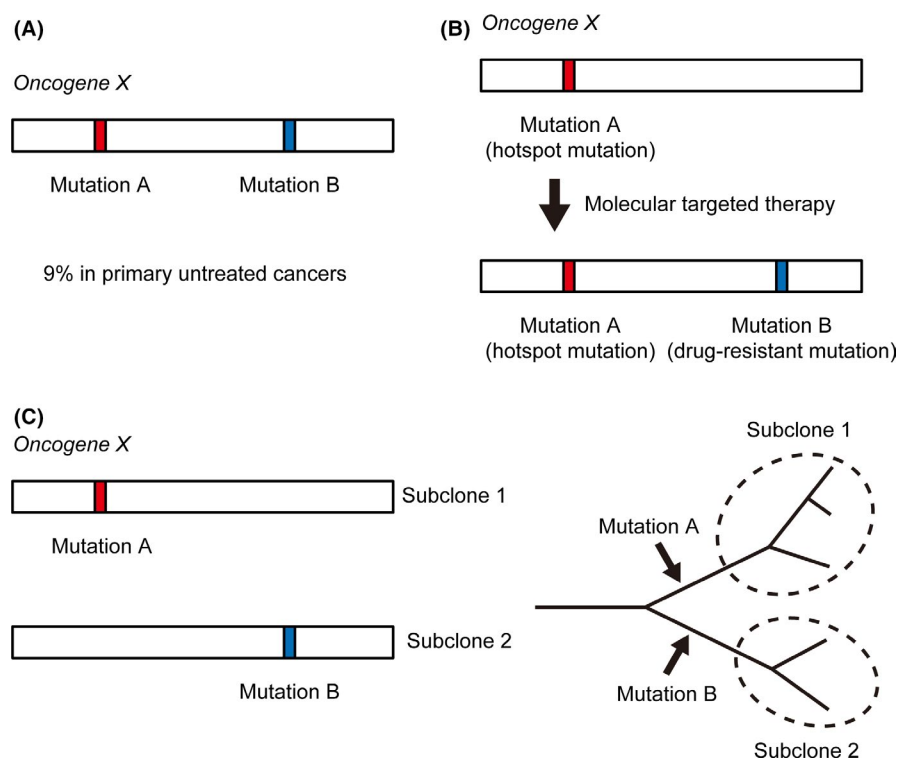 (A)
Oncogene X
Mutation A
Mutation B
9% in primary untreated cancers
(B)
Oncogene X
Mutation A
(hotspot mutation)
Molecular targeted therapy
Mutation A
(hotspot mutation)
Mutation B
(drug-resistant mutation)
(C)
Oncogene X
Subclone 1
Mutation A
Subclone 2
Mutation B
Subclone 1
Mutation A
Mutation B
Subclone 2